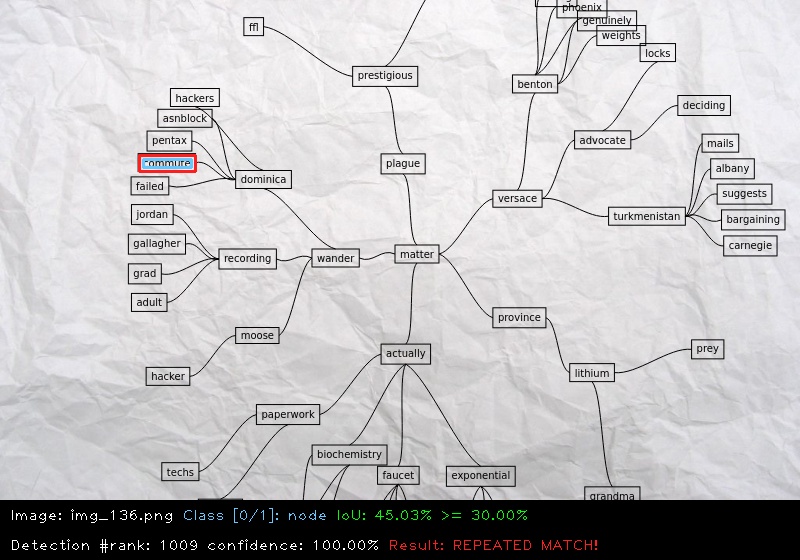 phoenix
genuinely
ffl
weights
locks
prestigious
benton
hackers
deciding
asnblock
pentax
advocate
mails
commute
plague
albany
dominica
failed
suggests
versace
jordan
turkmenistan
bargaining
gallagher
carnegie
matter
recording
wander
grad
adult
province
moose
prey
actually
lithium
hacker
paperwork
biochemistry
techs
faucet
exponential
grandma
Image: img_136.png Class [0/1]: node IoU: 45.03% >= 30.00%
Detection #rank: 1009 confidence: 100.00% Result: REPEATED MATCH!